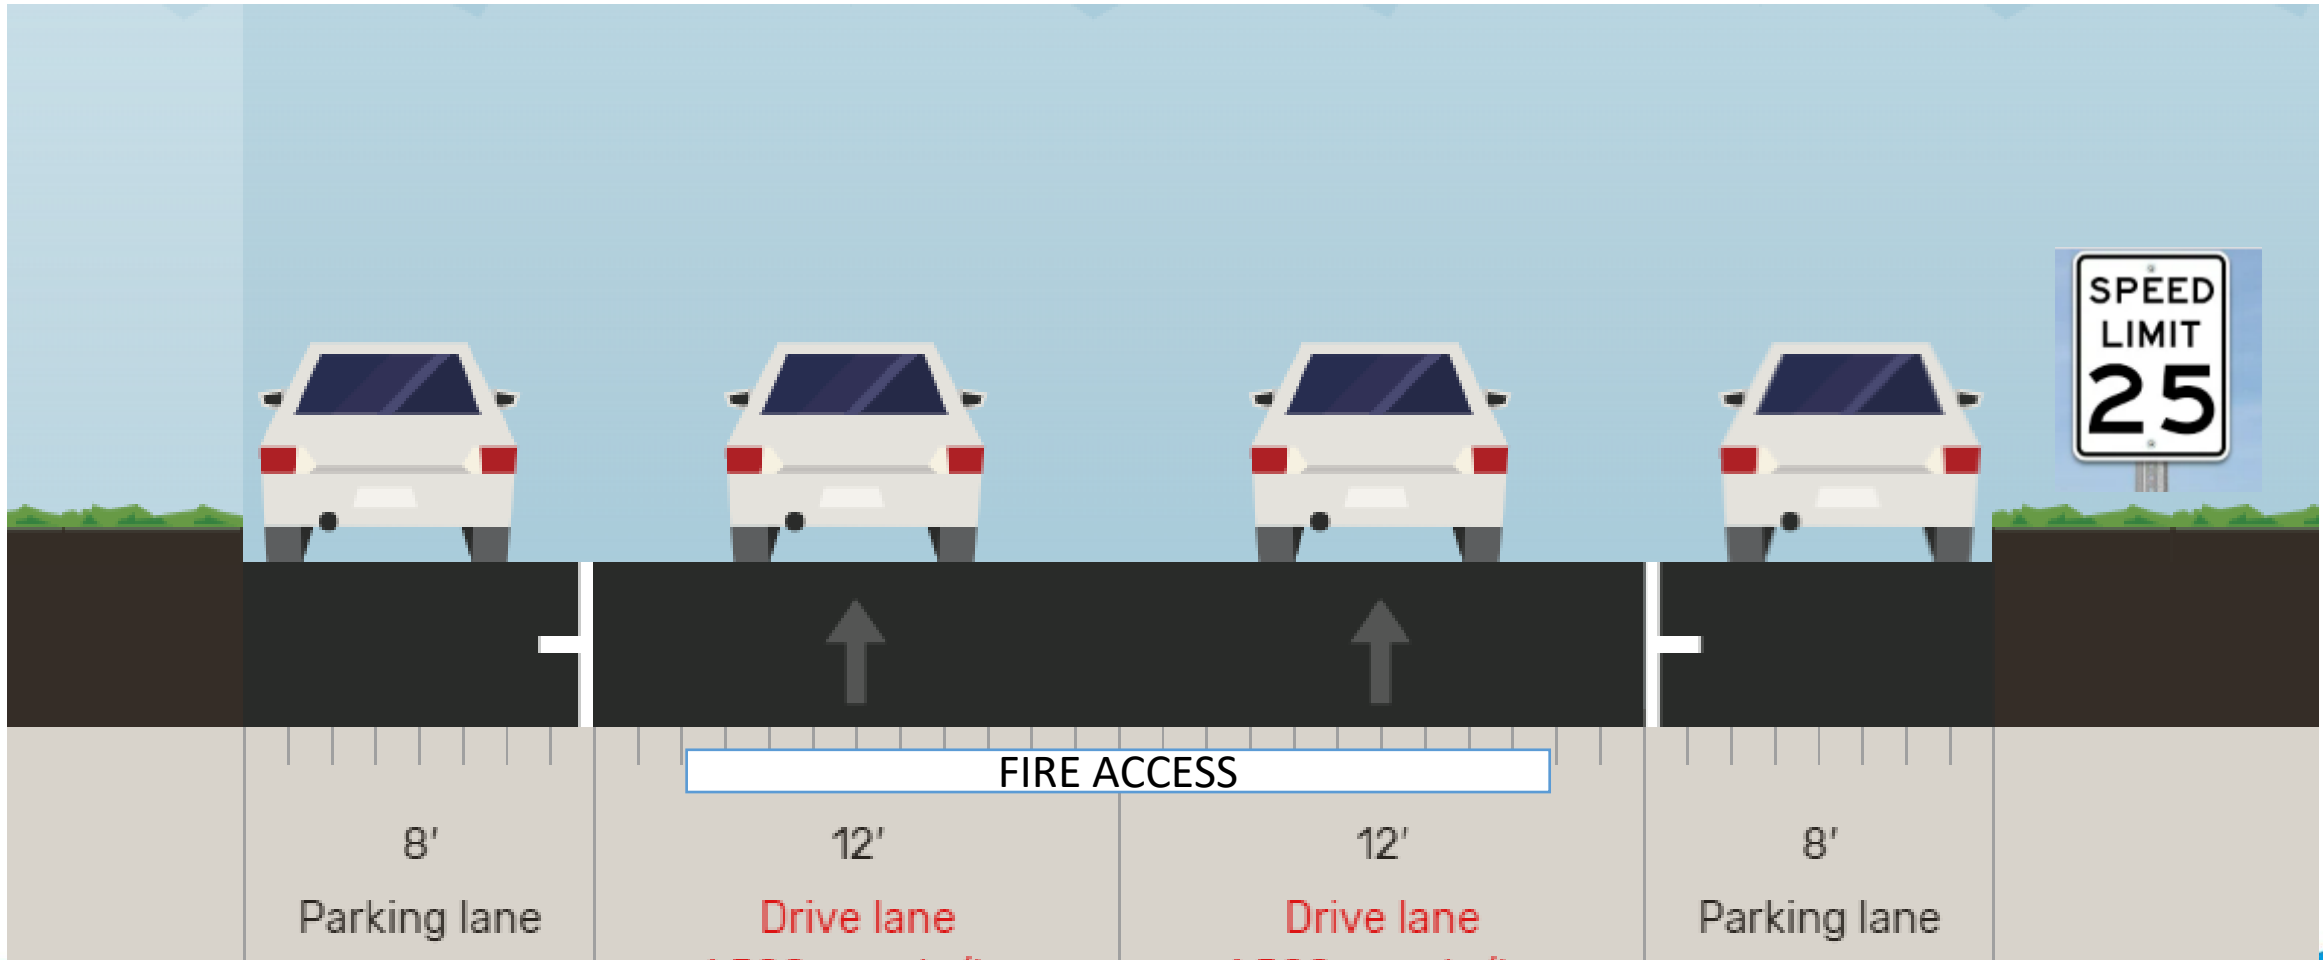 SPEED
LIMIT
25
FIRE ACCESS
8'
12'
12'
8'
Parking lane
Drive lane
Drive lane
Parking lane